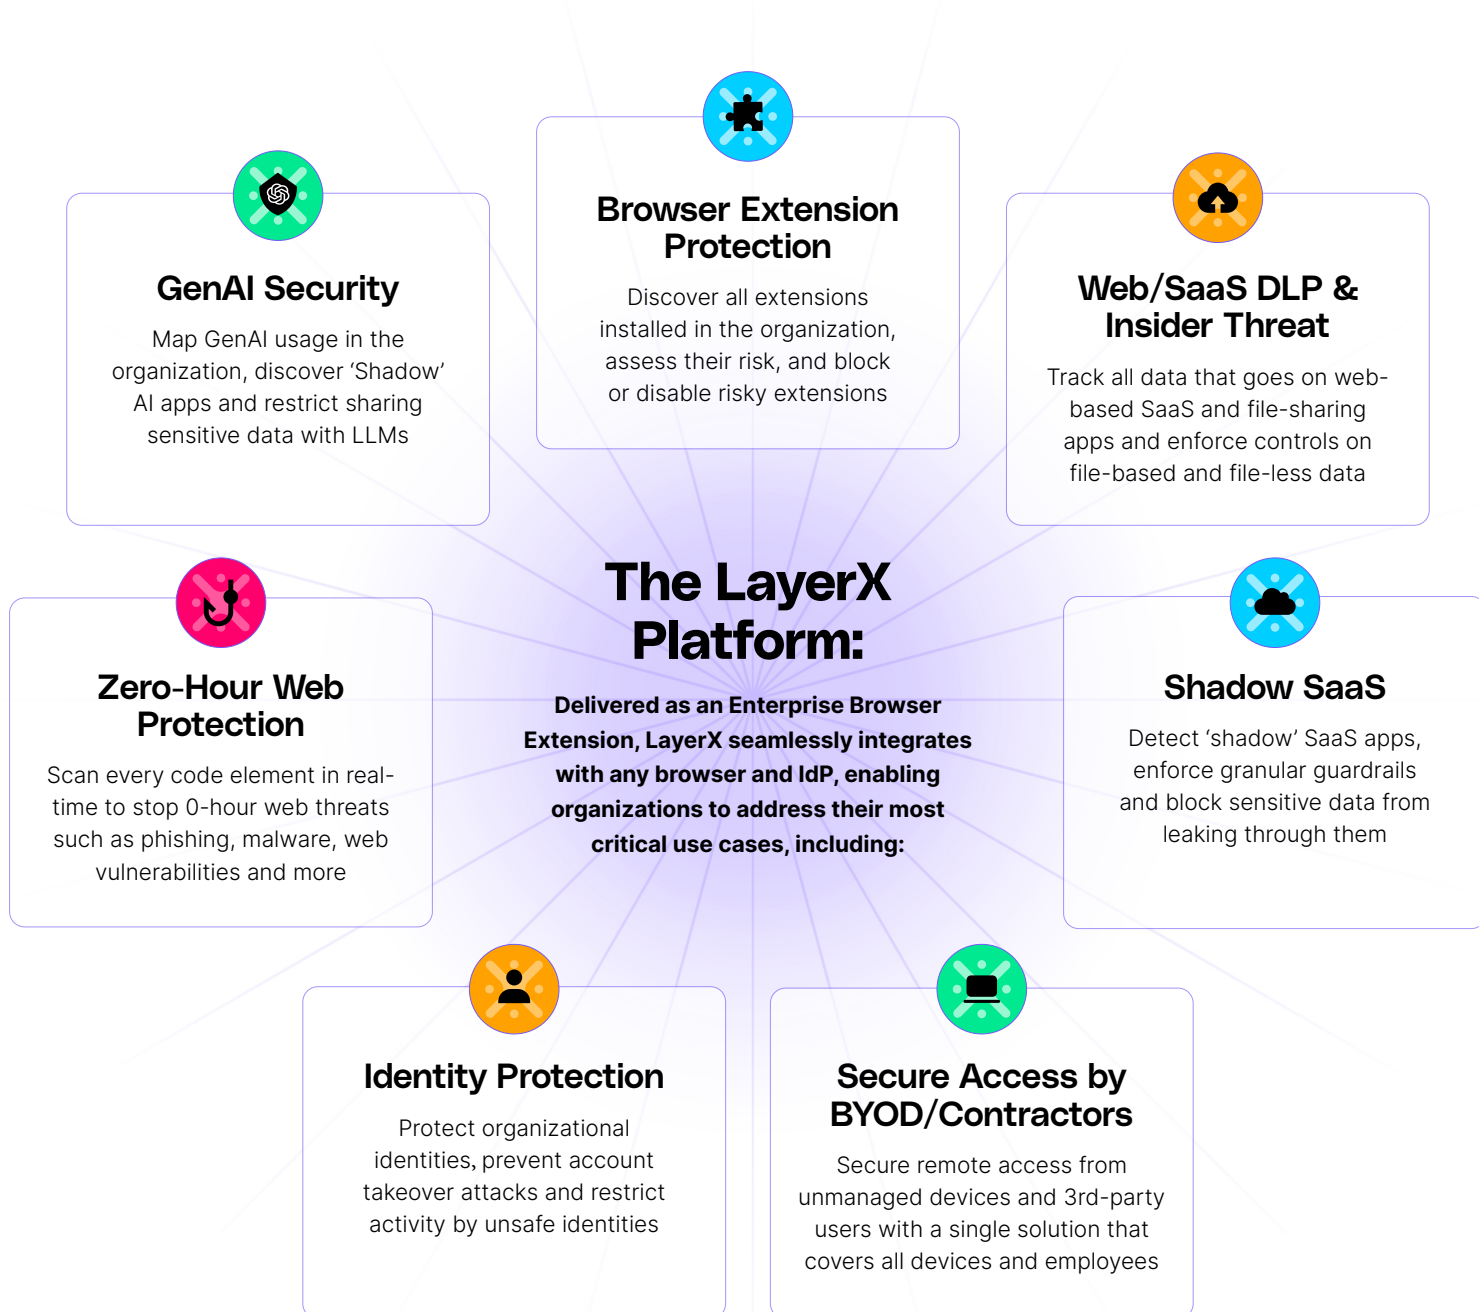 Browser Extension
Protection
Discover all extensions
installed in the organization,
assess their risk, and block
or disable risky extensions
GenAI Security
Map GenAI usage in the
organization, discover ‘Shadow’
AI apps and restrict sharing
sensitive data with LLMs
Web/SaaS DLP &
Insider Threat
Track all data that goes on web-
based SaaS and file-sharing
apps and enforce controls on
file-based and file-less data
The LayerX
Platform:
Delivered as an Enterprise Browser
Extension, LayerX seamlessly integrates
with any browser and IdP, enabling
organizations to address their most
critical use cases, including:
Zero-Hour Web
Protection
Scan every code element in real-
time to stop 0-hour web threats
such as phishing, malware, web
vulnerabilities and more
Shadow SaaS
Detect ‘shadow’ SaaS apps,
enforce granular guardrails
and block sensitive data from
leaking through them
Identity Protection
Protect organizational
identities, prevent account
takeover attacks and restrict
activity by unsafe identities
Secure Access by
BYOD/Contractors
Secure remote access from
unmanaged devices and 3rd-party
users with a single solution that
covers all devices and employees